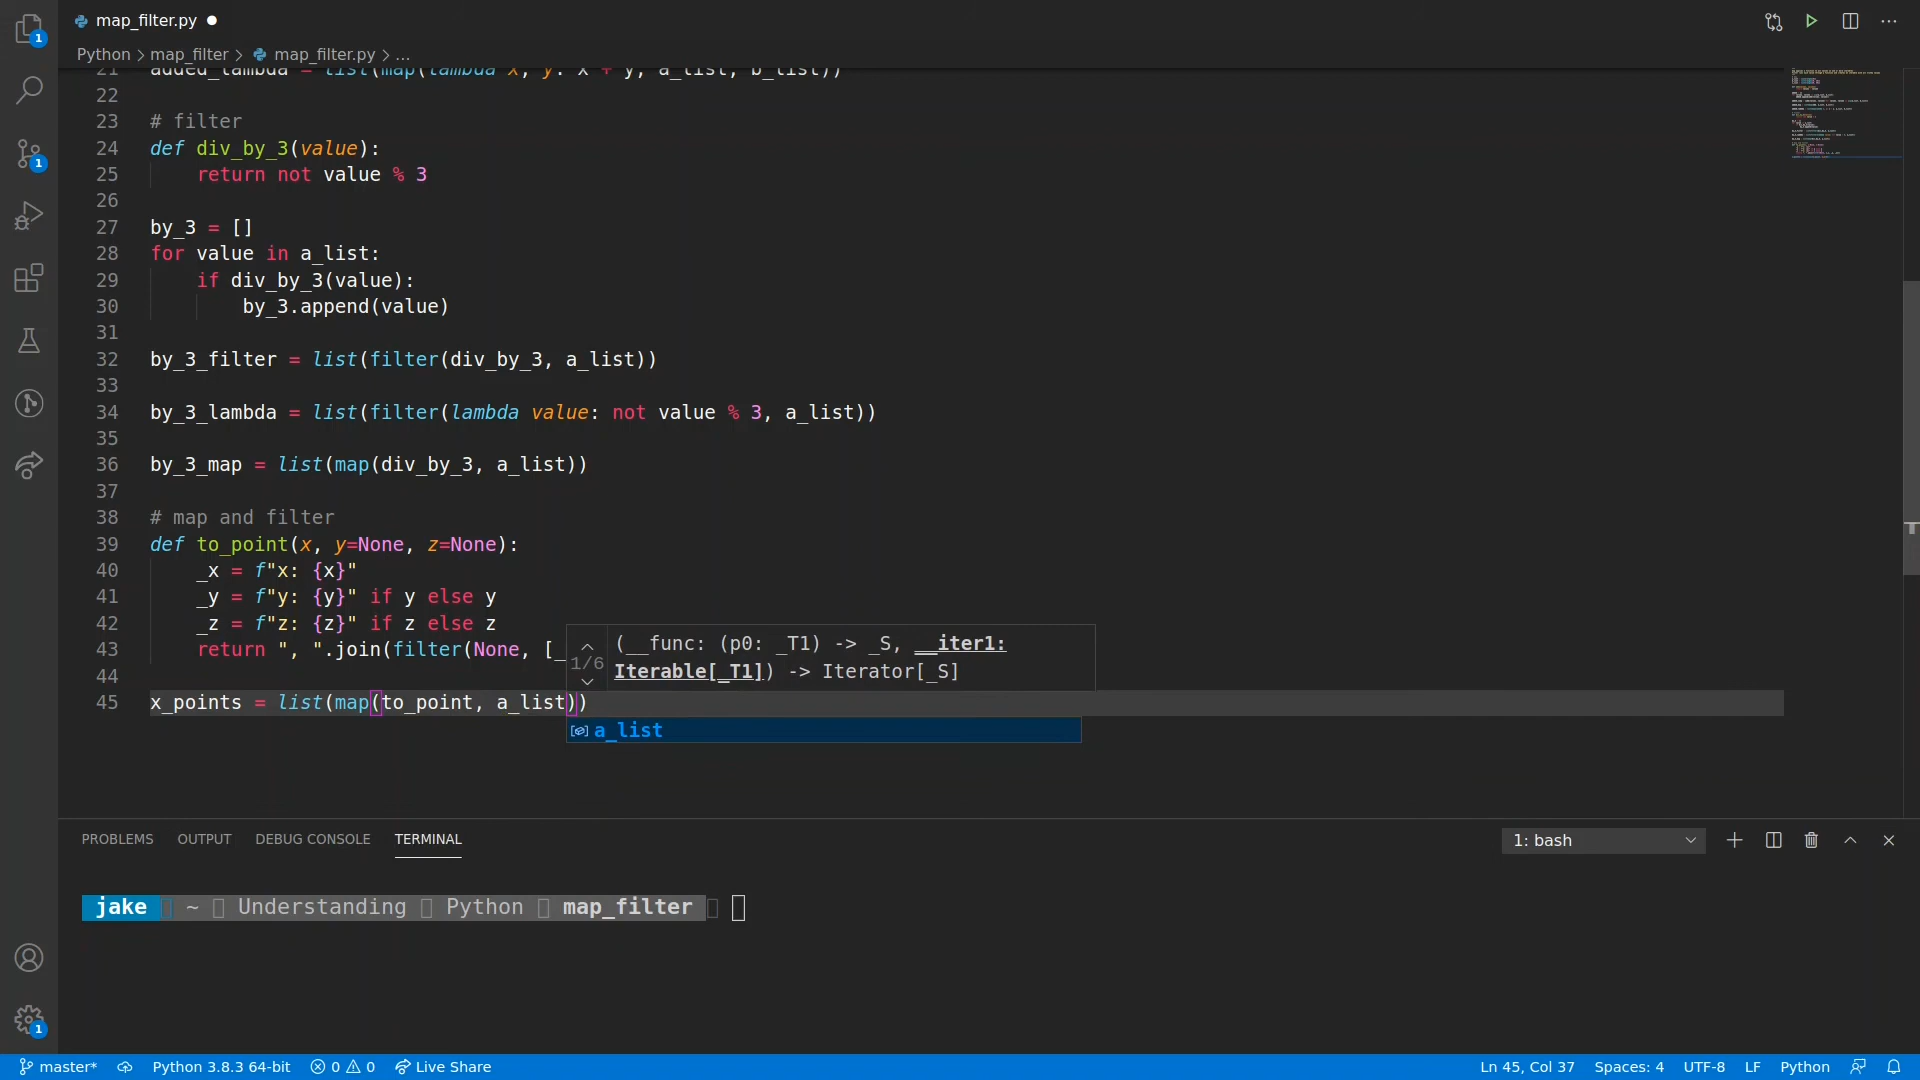 map_filter.py
Python > map_filter > map_filter.py > ...
21 added_lambda = list(map(lambda x, y: x + y, a_list, b_list))
22
23 # filter
24 def div_by_3(value):
25     return not value % 3
26
27 by_3 = []
28 for value in a_list:
29     if div_by_3(value):
30         by_3.append(value)
31
32 by_3_filter = list(filter(div_by_3, a_list))
33
34 by_3_lambda = list(filter(lambda value: not value % 3, a_list))
35
36 by_3_map = list(map(div_by_3, a_list))
37
38 # map and filter
39 def to_point(x, y=None, z=None):
40     _x = f"x: {x}"
41     _y = f"y: {y}" if y else y
42     _z = f"z: {z}" if z else z
43     return ", ".join(filter(None, [_
44
45 x_points = list(map(to_point, a_list))
1/6
(__func: (p0: _T1) -> _S, __iter1:
Iterable[_T1]) -> Iterator[_S]
a_list
1
1
1
PROBLEMS OUTPUT DEBUG CONSOLE TERMINAL
1: bash
jake ~ Understanding Python map_filter
master* Python 3.8.3 64-bit 0 0 Live Share Ln 45, Col 37 Spaces: 4 UTF-8 LF Python